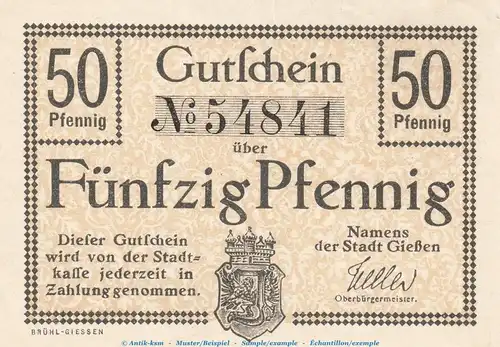 50
Pfennig
Gutschein
50
Pfennig
No 54841
über
Fünfzig Pfennig
Dieser Gutschein
wird von der Stadt-
kasse jederzeit in
Zahlung genommen.
Namens
der Stadt Gießen
Keller
Oberbürgermeister.
BRÜHL-GIESSEN
© Antik-ksm - Muster/Beispiel - Sample/example - Échantillon/exemple